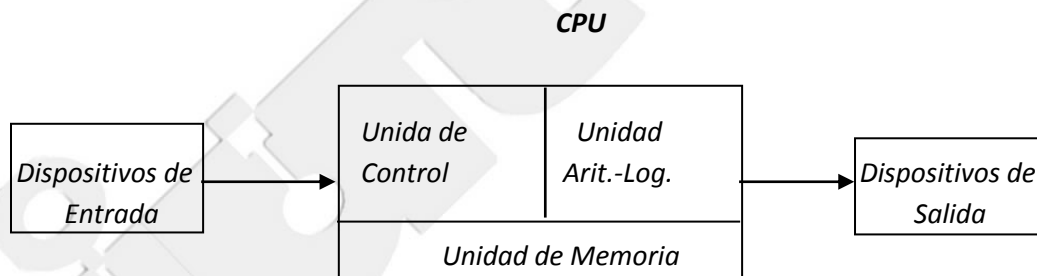 CPU
Unida de
Control
Unidad
Arit.-Log.
Dispositivos de
Entrada
Dispositivos de
Salida
Unidad de Memoria